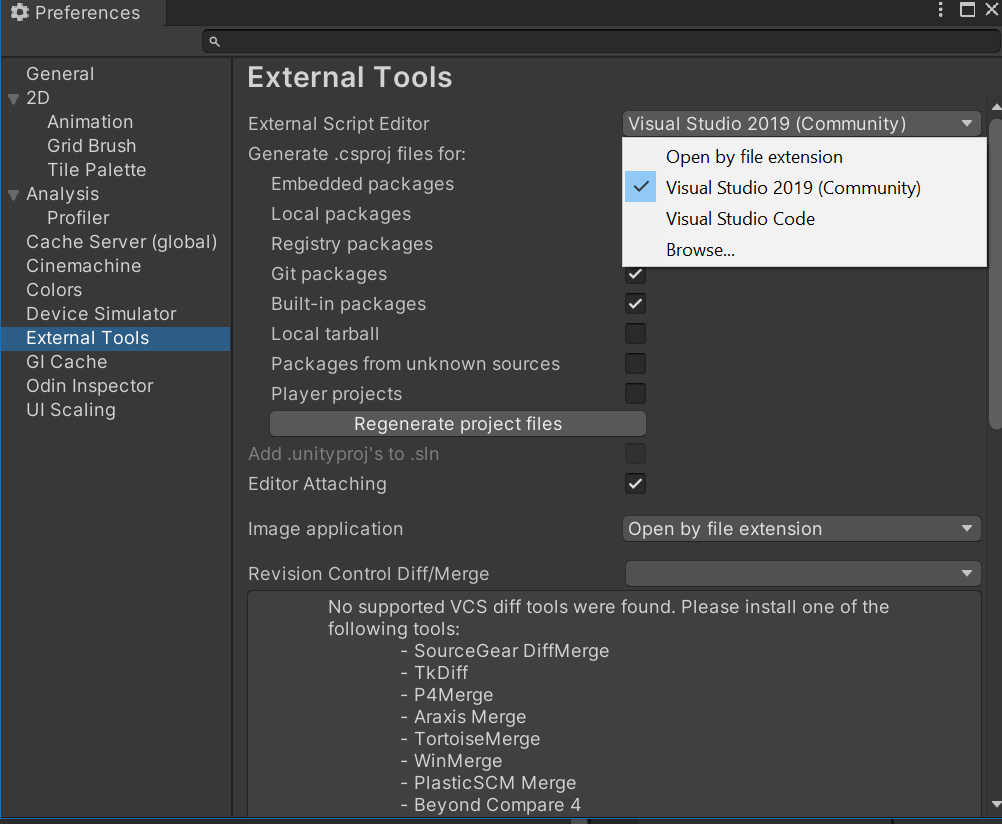 Preferences
General
2D
Animation
Grid Brush
Tile Palette
Analysis
Profiler
Cache Server (global)
Cinemachine
Colors
Device Simulator
External Tools
GI Cache
Odin Inspector
UI Scaling
External Tools
External Script Editor
Visual Studio 2019 (Community)
Open by file extension
Visual Studio 2019 (Community)
Visual Studio Code
Browse...
Generate .csproj files for:
Embedded packages
Local packages
Registry packages
Git packages
Built-in packages
Local tarball
Packages from unknown sources
Player projects
Regenerate project files
Add .unityproj's to .sln
Editor Attaching
Image application
Open by file extension
Revision Control Diff/Merge
No supported VCS diff tools were found. Please install one of the
following tools:
- SourceGear DiffMerge
- TkDiff
- P4Merge
- Araxis Merge
- TortoiseMerge
- WinMerge
- PlasticSCM Merge
- Beyond Compare 4